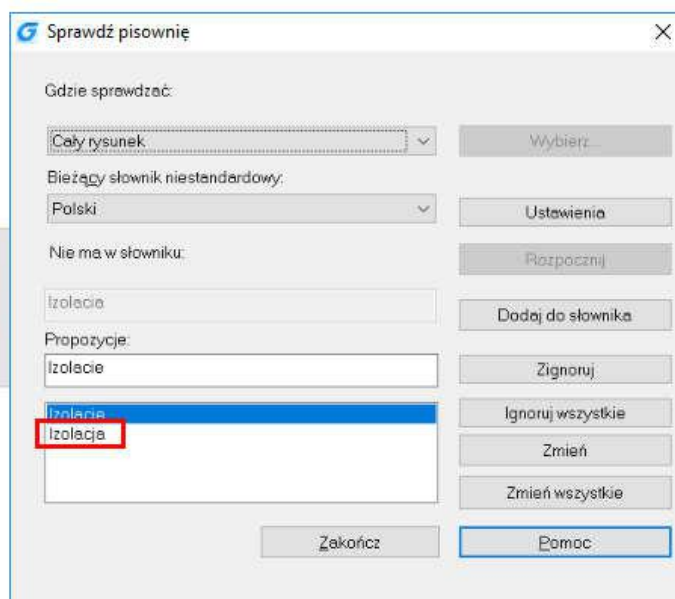 Sprawdź pisownię
Gdzie sprawdzać:
Cały rysunek
Wybierz...
Bieżący słownik niestandardowy:
Polski
Ustawienia
Nie ma w słowniku:
Rozpocznij
Izolacia
Dodaj do słownika
Propozycje:
Izolacie
Zignoruj
Izolacie
Ignoruj wszystkie
Izolacja
Zmień
Zmień wszystkie
Zakończ
Pomoc